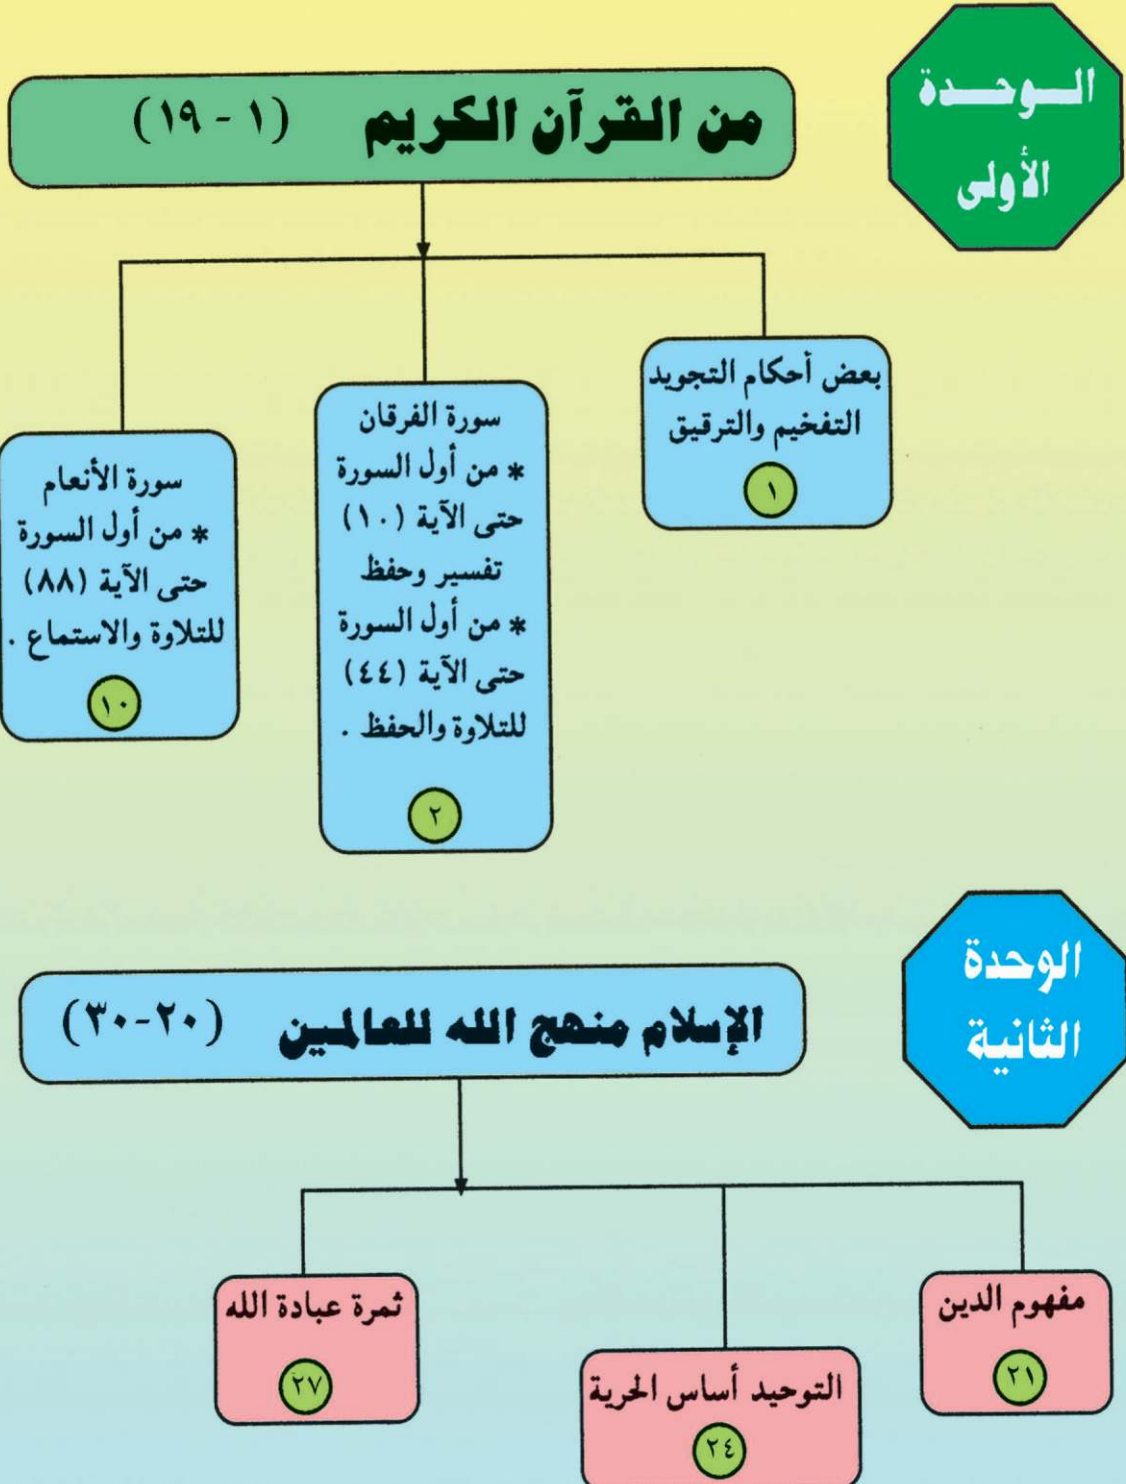 الـوحـدة
الأولى
من القرآن الكريم (١ - ١٩)
بعض أحكام التجويد
التفخيم والترقيق
١
سورة الفرقان
* من أول السورة
حتى الآية (١٠)
تفسير وحفظ
* من أول السورة
حتى الآية (٤٤)
للتلاوة والحفظ .
٢
سورة الأنعام
* من أول السورة
حتى الآية (٨٨)
للتلاوة والاستماع .
١٠
الوحدة
الثانية
الإسلام منهج الله للعالمين (٢٠-٣٠)
مفهوم الدين
٢١
التوحيد أساس الحرية
٢٤
ثمرة عبادة الله
٢٧